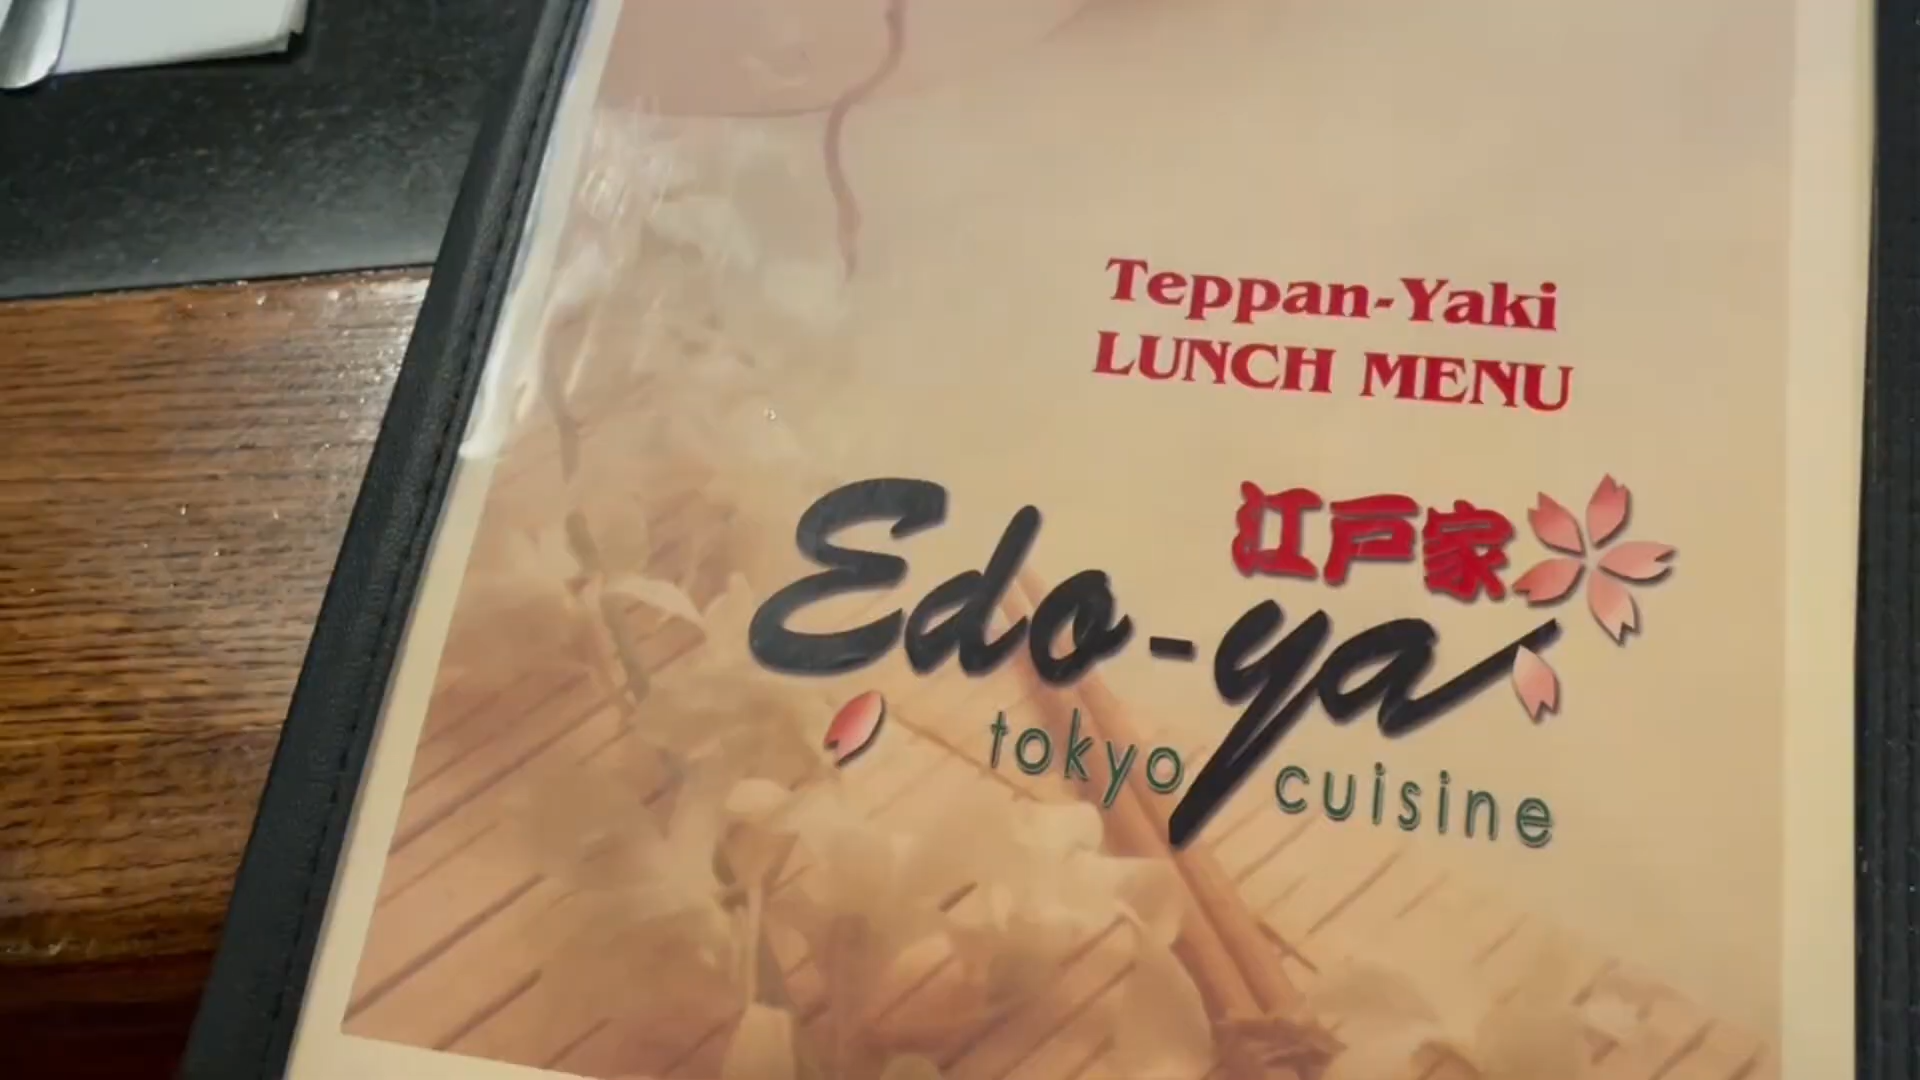 Teppan-Yaki
LUNCH MENU
江戸家
Edo-ya
tokyo cuisine